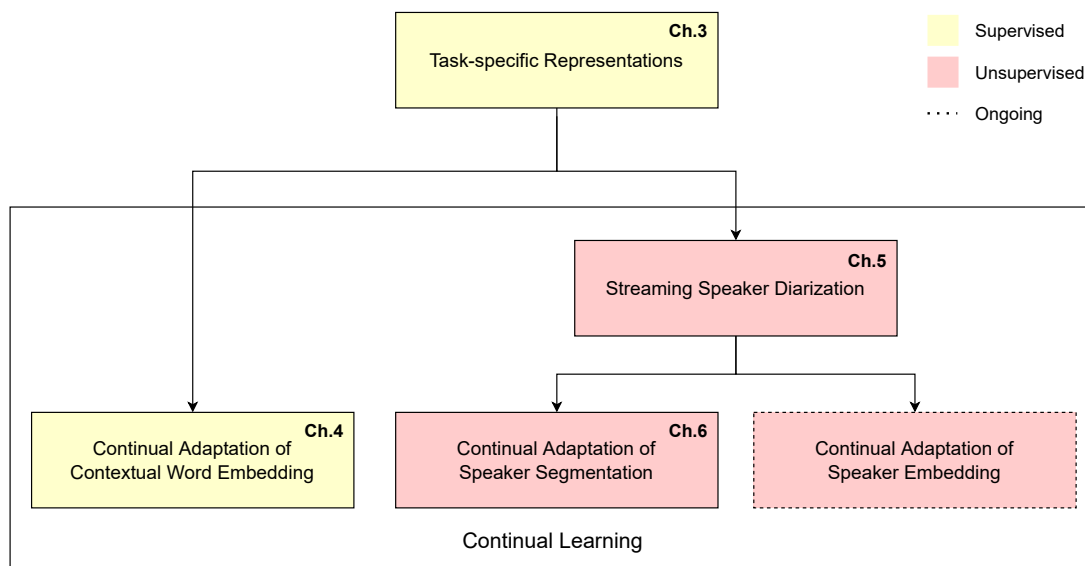 Ch.3
Task-specific Representations
Supervised
Unsupervised
Ongoing
Ch.5
Streaming Speaker Diarization
Ch.4
Continual Adaptation of
Contextual Word Embedding
Ch.6
Continual Adaptation of
Speaker Segmentation
Continual Adaptation of
Speaker Embedding
Continual Learning